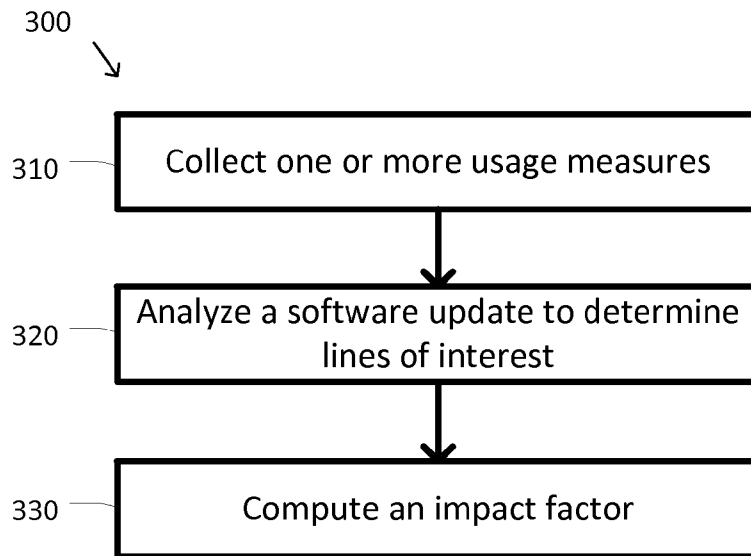 300
310
Collect one or more usage measures
320
Analyze a software update to determine
lines of interest
330
Compute an impact factor